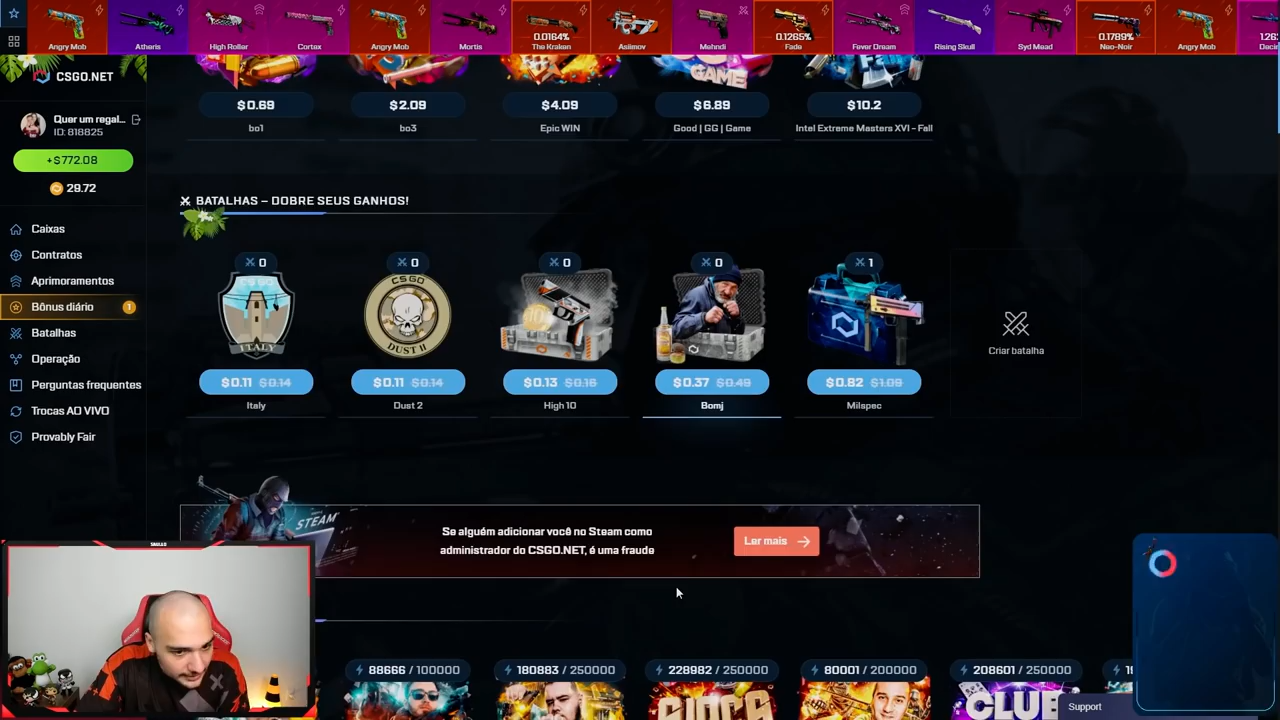 Angry Mob
Atheris
High Roller
Cortex
Angry Mob
Mortis
0.0164%
The Kraken
Asiimov
Mehndi
0.1265%
Fade
Fever Dream
Rising Skull
Syd Mead
0.1789%
Neo-Noir
Angry Mob
CSGO.NET
Quer um regal...
ID: 818825
+$772.08
29.72
Caixas
Contratos
Aprimoramentos
Bônus diário
1
Batalhas
Operação
Perguntas frequentes
Trocas AO VIVO
Provably Fair
GAME
$0.69
$2.09
$4.09
$6.89
$10.2
bo1
bo3
Epic WIN
Good | GG | Game
Intel Extreme Masters XVI – Fall
BATALHAS – DOBRE SEUS GANHOS!
0
0
0
0
1
ITALY
CSGO
DUST II
$0.11 $0.14
$0.11 $0.14
$0.13 $0.16
$0.37 $0.49
$0.82 $1.09
Italy
Dust 2
High 10
Bomj
Milspec
Criar batalha
STEAM
Se alguém adicionar você no Steam como
administrador do CSGO.NET, é uma fraude
Ler mais
88666 / 100000
180883 / 250000
228982 / 250000
80001 / 200000
208601 / 250000
CLUB
Support